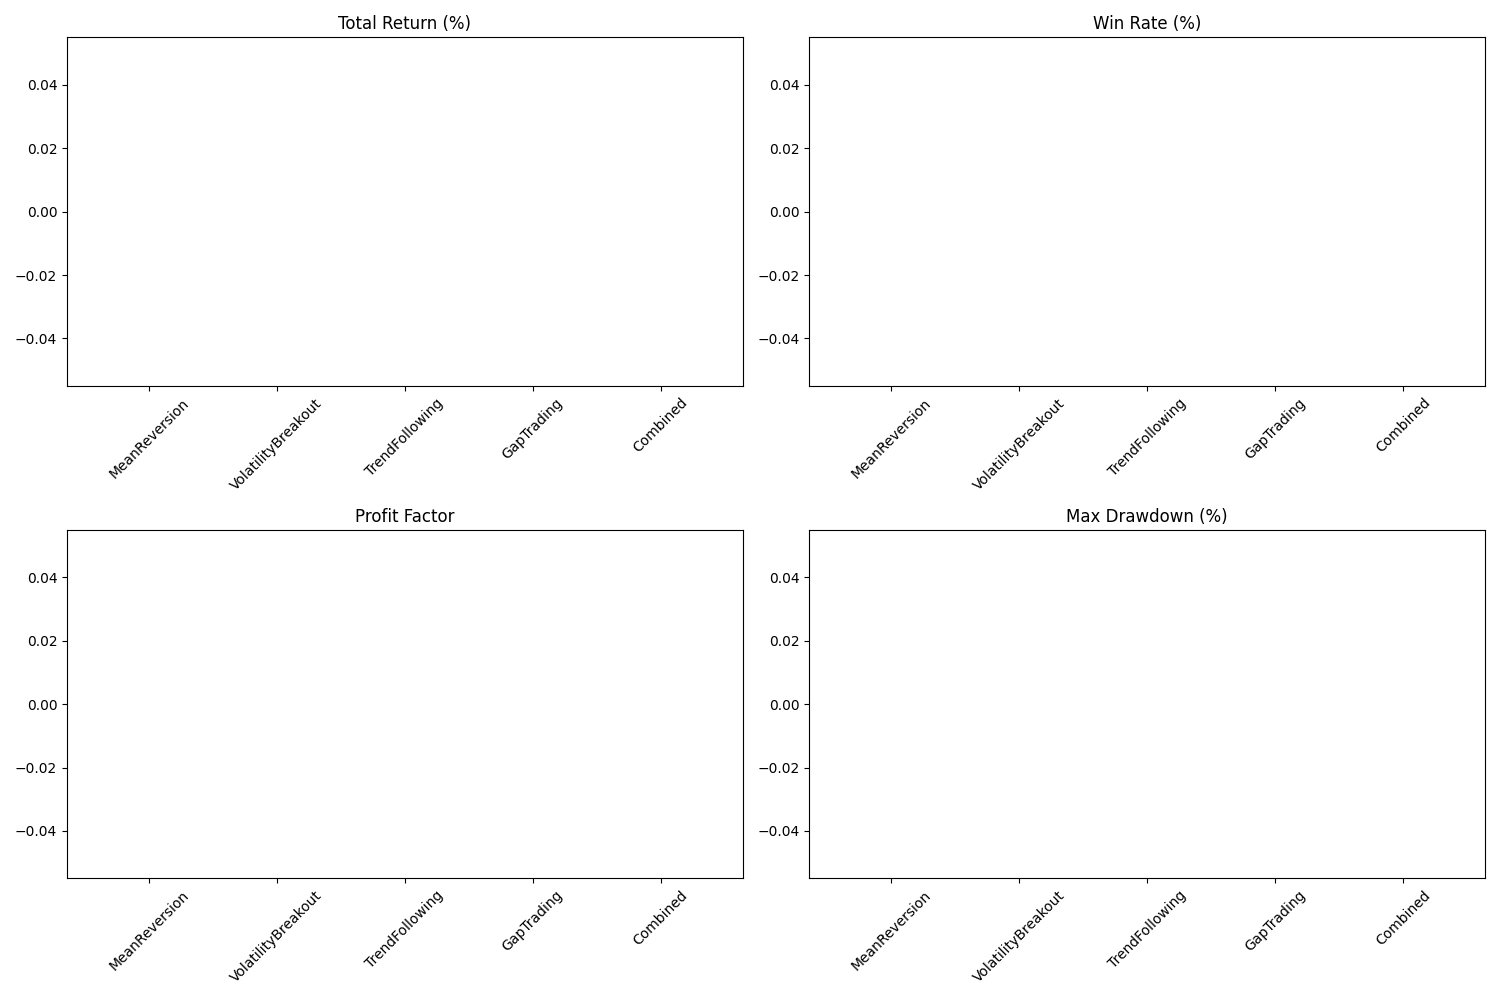 Total Return (%)
0.04
0.02
0.00
−0.02
−0.04
MeanReversion
VolatilityBreakout
TrendFollowing
GapTrading
Combined
Win Rate (%)
0.04
0.02
0.00
−0.02
−0.04
MeanReversion
VolatilityBreakout
TrendFollowing
GapTrading
Combined
Profit Factor
0.04
0.02
0.00
−0.02
−0.04
MeanReversion
VolatilityBreakout
TrendFollowing
GapTrading
Combined
Max Drawdown (%)
0.04
0.02
0.00
−0.02
−0.04
MeanReversion
VolatilityBreakout
TrendFollowing
GapTrading
Combined